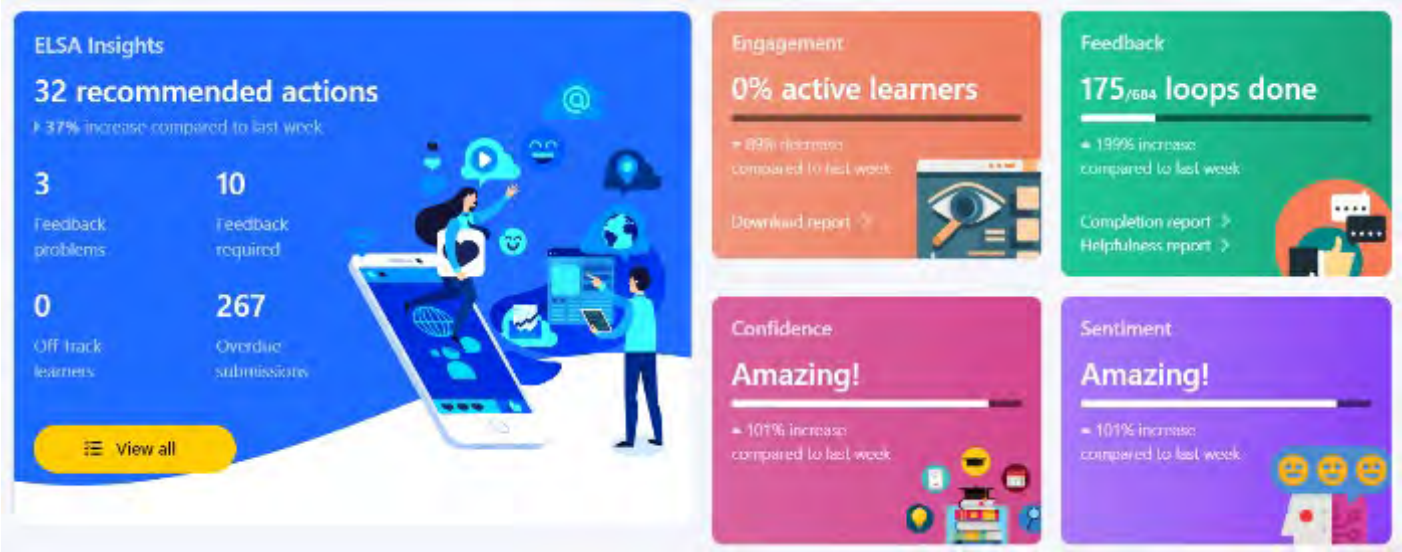 ELSA Insights
32 recommended actions
37% increase compared to last week
3
Feedback
problems
10
Feedback
required
0
Off track
learners
267
Overdue
submissions
View all
Engagement
0% active learners
89% decrease
compared to last week
Download report
Feedback
175/684 loops done
199% increase
compared to last week
Completion report
Helpfulness report
Confidence
Amazing!
101% increase
compared to last week
Sentiment
Amazing!
101% increase
compared to last week